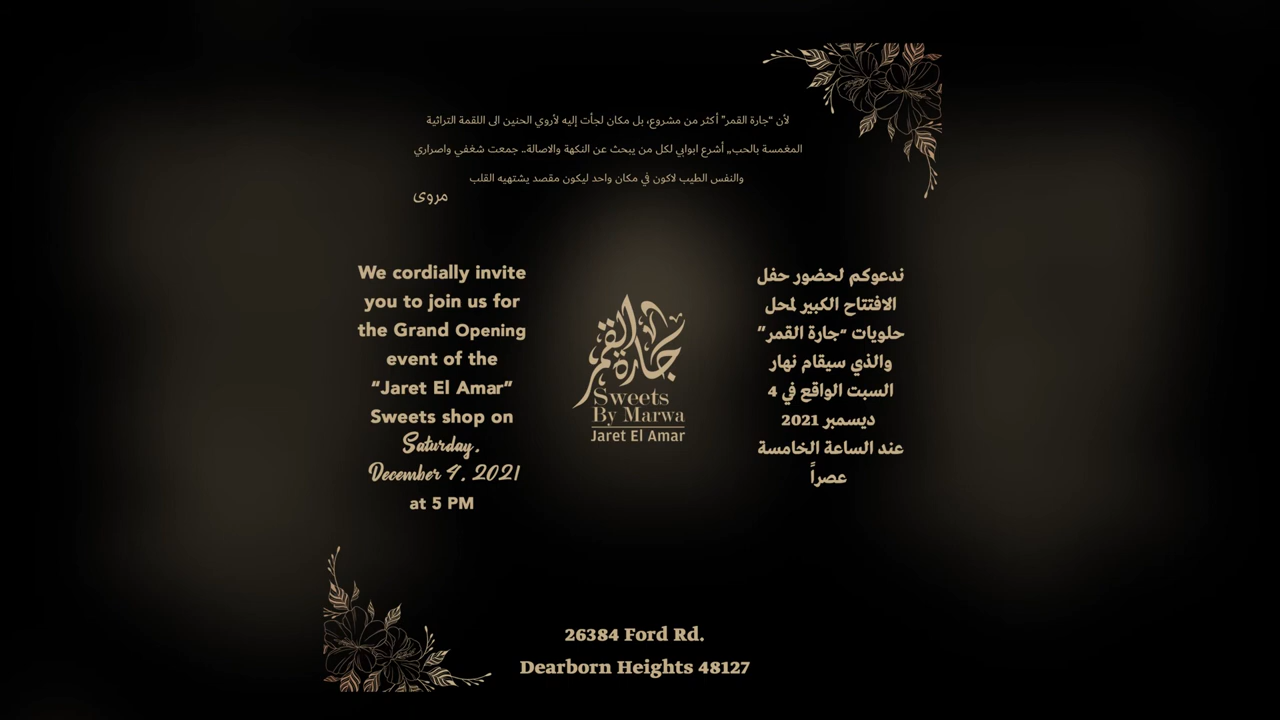 لأن “جارة القمر” أكثر من مشروع، بل مكان لجأت إليه لأروي الحنين الى اللقمة التراثية
المغمسة بالحب,, أشرع ابوابي لكل من يبحث عن النكهة والاصالة.. جمعت شغفي واصراري
والنفس الطيب لاكون في مكان واحد ليكون مقصد يشتهيه القلب
مروى
We cordially invite
you to join us for
the Grand Opening
event of the
“Jaret El Amar”
Sweets shop on
Saturday,
December 4, 2021
at 5 PM
جارة القمر
Sweets
By Marwa
Jaret El Amar
ندعوكم لحضور حفل
الافتتاح الكبير لمحل
حلويات “جارة القمر”
والذي سيقام نهار
السبت الواقع في 4
ديسمبر 2021
عند الساعة الخامسة
عصراً
26384 Ford Rd.
Dearborn Heights 48127